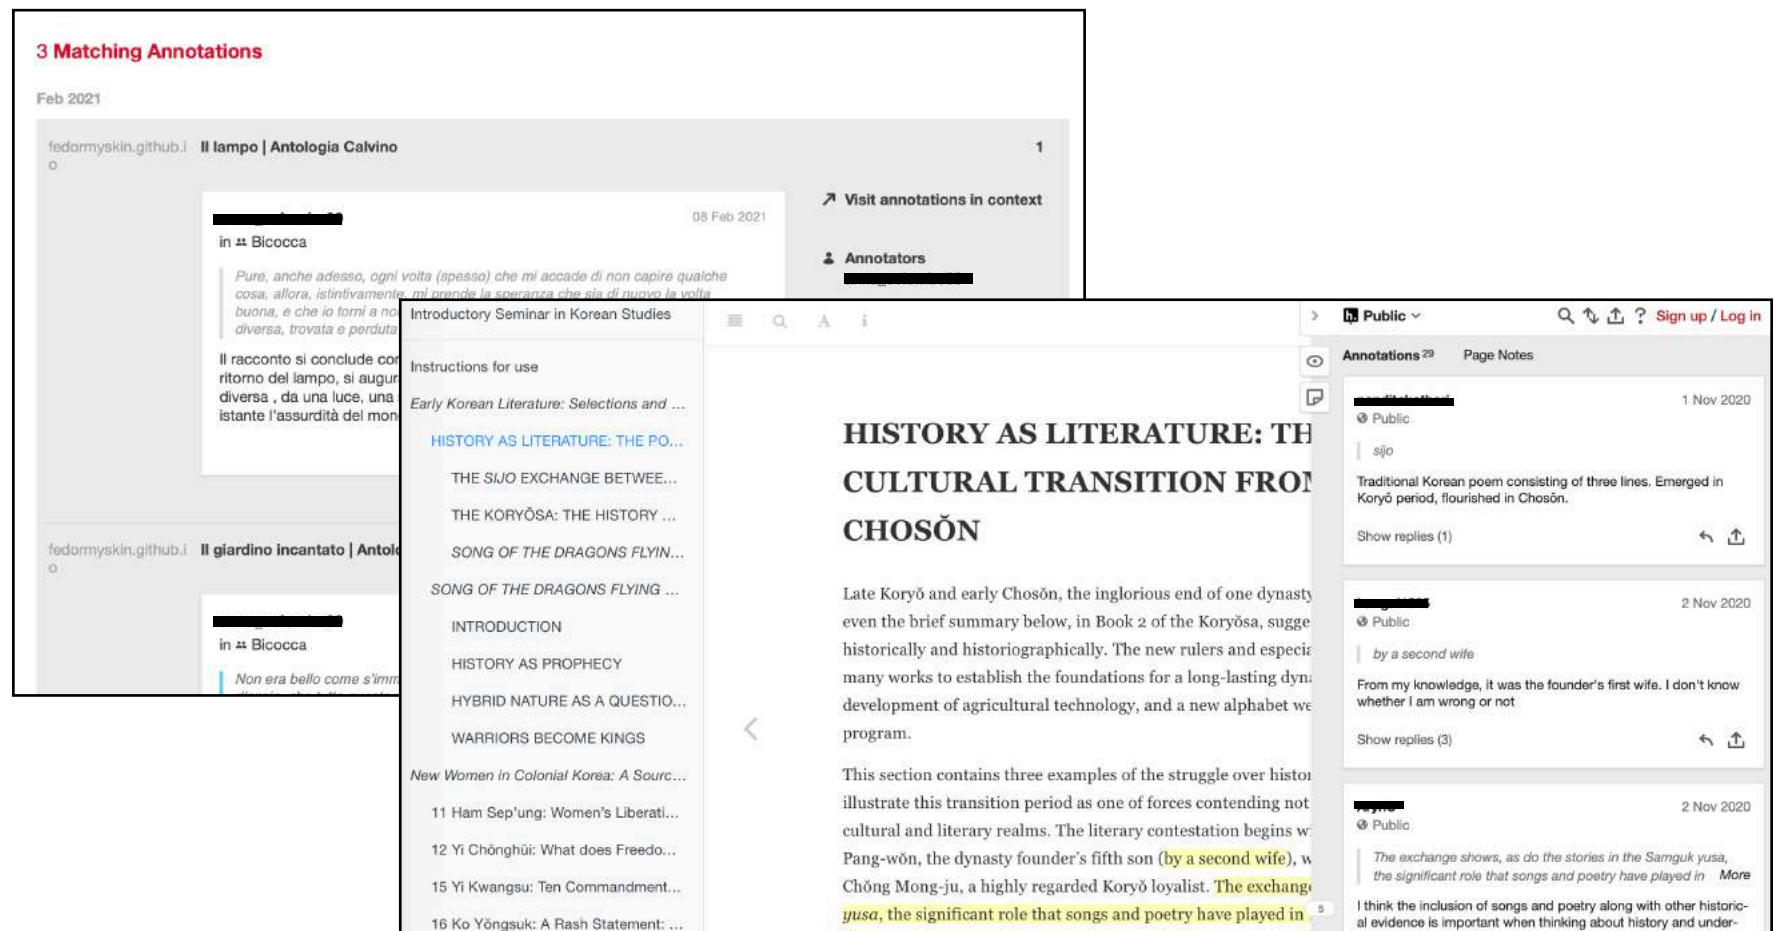 3 Matching Annotations
Feb 2021
fedormyskin.github.i
o
Il lampo | Antologia Calvino
1
08 Feb 2021
in Bicocca
Pure, anche adesso, ogni volta (spesso) che mi accade di non capire qualche
cosa, allora, istintivamente, mi prende la speranza che sia di nuovo la volta
buona, e che io torni a no
diversa, trovata e perduta
Il racconto si conclude con
ritorno del lampo, si augur
diversa , da una luce, una
istante l'assurdità del mon
Visit annotations in context
Annotators
fedormyskin.github.i
o
Il giardino incantato | Antolo
in Bicocca
Non era bello come s'imm
Introductory Seminar in Korean Studies
Instructions for use
Early Korean Literature: Selections and ...
HISTORY AS LITERATURE: THE PO...
THE SIJO EXCHANGE BETWEE...
THE KORYŎSA: THE HISTORY ...
SONG OF THE DRAGONS FLYIN...
SONG OF THE DRAGONS FLYING ...
INTRODUCTION
HISTORY AS PROPHECY
HYBRID NATURE AS A QUESTIO...
WARRIORS BECOME KINGS
New Women in Colonial Korea: A Sourc...
11 Ham Sep'ung: Women's Liberati...
12 Yi Chŏnghŭi: What does Freedo...
15 Yi Kwangsu: Ten Commandment...
16 Ko Yŏngsuk: A Rash Statement: ...
A
i
HISTORY AS LITERATURE: TH
CULTURAL TRANSITION FROM
CHOSŎN
Late Koryŏ and early Chosŏn, the inglorious end of one dynasty
even the brief summary below, in Book 2 of the Koryŏsa, sugge
historically and historiographically. The new rulers and especia
many works to establish the foundations for a long-lasting dyna
development of agricultural technology, and a new alphabet we
program.
This section contains three examples of the struggle over histor
illustrate this transition period as one of forces contending not
cultural and literary realms. The literary contestation begins wi
Pang-wŏn, the dynasty founder's fifth son (by a second wife), w
Chŏng Mong-ju, a highly regarded Koryŏ loyalist. The exchange
yusa, the significant role that songs and poetry have played in
5
h. Public
? Sign up / Log in
Annotations 29
Page Notes
1 Nov 2020
Public
sijo
Traditional Korean poem consisting of three lines. Emerged in
Koryŏ period, flourished in Chosŏn.
Show replies (1)
2 Nov 2020
Public
by a second wife
From my knowledge, it was the founder's first wife. I don't know
whether I am wrong or not
Show replies (3)
2 Nov 2020
Public
The exchange shows, as do the stories in the Samguk yusa,
the significant role that songs and poetry have played in More
I think the inclusion of songs and poetry along with other historic-
al evidence is important when thinking about history and under-